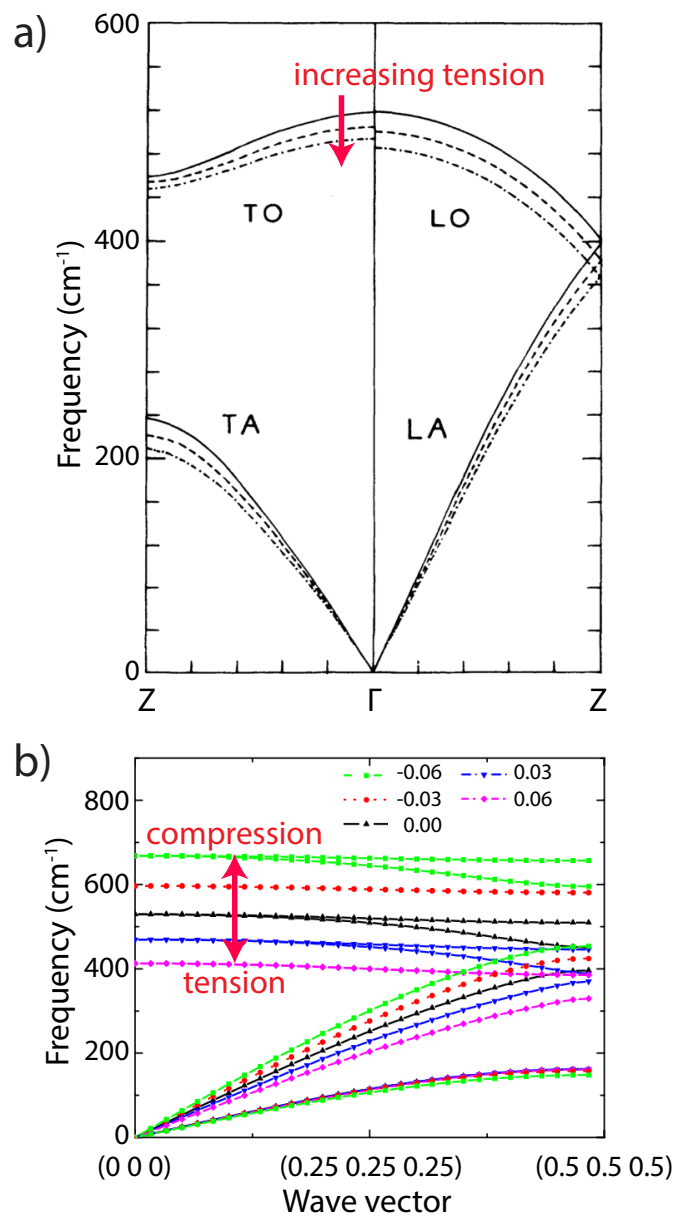 a)
600
increasing tension
400
TO
LO
Frequency (cm⁻¹)
TA
LA
200
0
Z
Γ
Z
b)
800
-0.06
0.03
-0.03
0.06
0.00
compression
600
Frequency (cm⁻¹)
400
tension
200
0
(0 0 0)
(0.25 0.25 0.25)
(0.5 0.5 0.5)
Wave vector